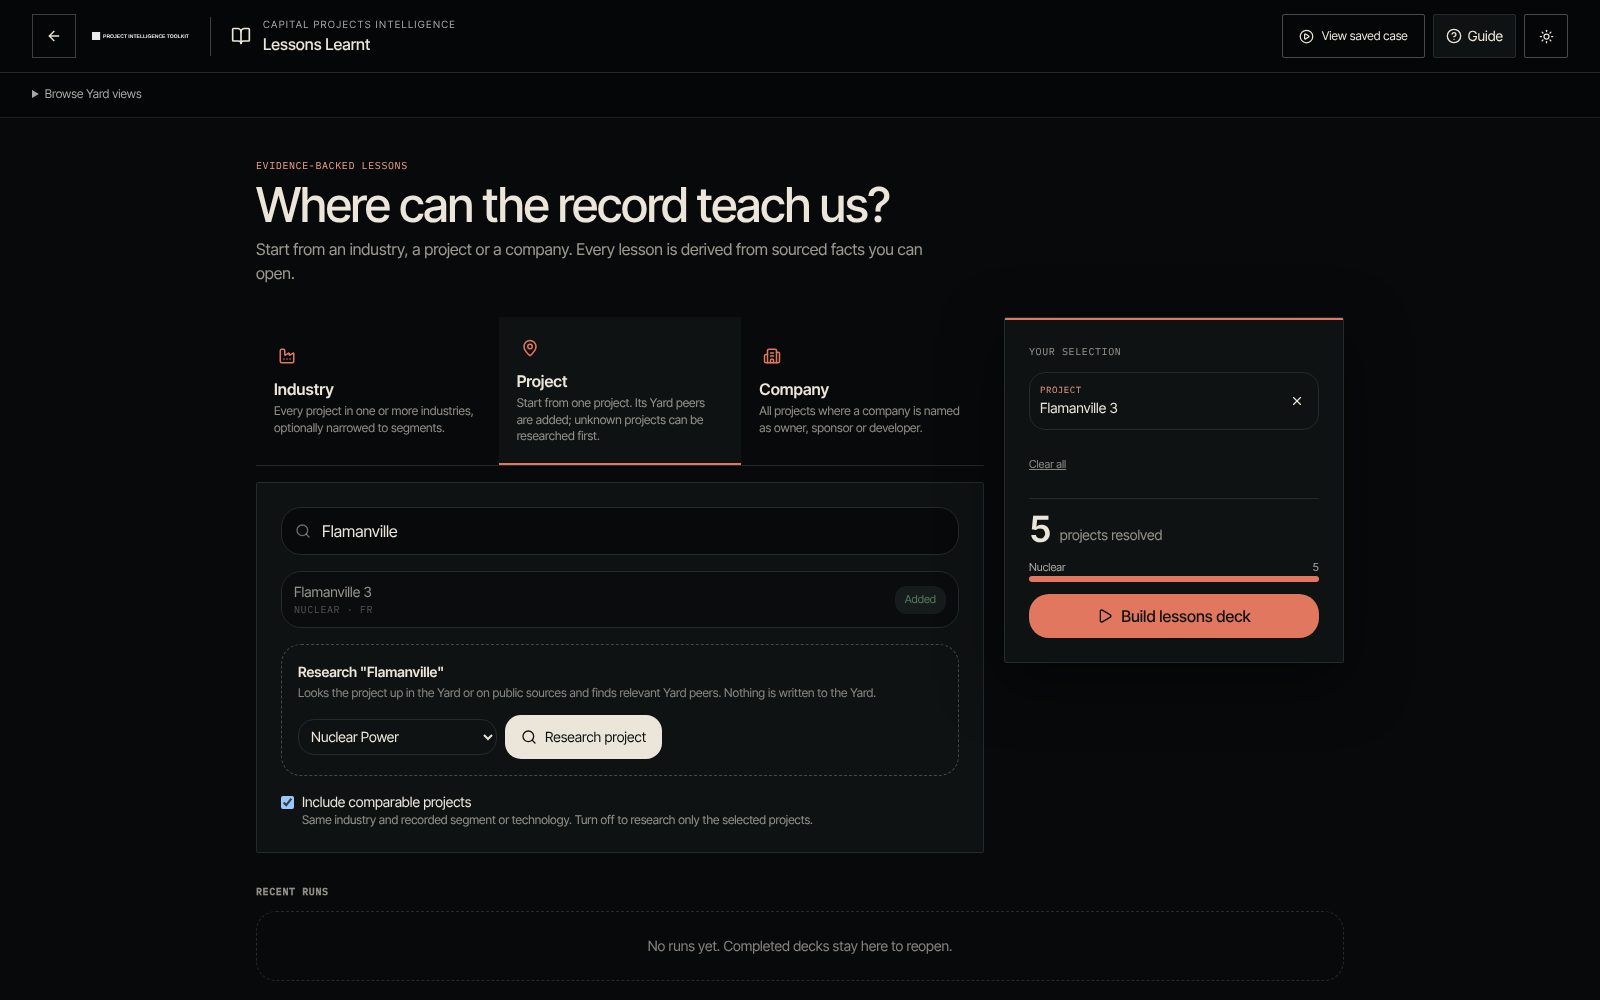 PROJECT INTELLIGENCE TOOLKIT
CAPITAL PROJECTS INTELLIGENCE
Lessons Learnt
View saved case
Guide
Browse Yard views
EVIDENCE-BACKED LESSONS
Where can the record teach us?
Start from an industry, a project or a company. Every lesson is derived from sourced facts you can
open.
Industry
Every project in one or more industries,
optionally narrowed to segments.
Project
Start from one project. Its Yard peers
are added; unknown projects can be
researched first.
Company
All projects where a company is named
as owner, sponsor or developer.
Flamanville
Flamanville 3
NUCLEAR · FR
Added
Research "Flamanville"
Looks the project up in the Yard or on public sources and finds relevant Yard peers. Nothing is written to the Yard.
Nuclear Power
Research project
Include comparable projects
Same industry and recorded segment or technology. Turn off to research only the selected projects.
YOUR SELECTION
PROJECT
Flamanville 3
Clear all
5 projects resolved
Nuclear 5
Build lessons deck
RECENT RUNS
No runs yet. Completed decks stay here to reopen.